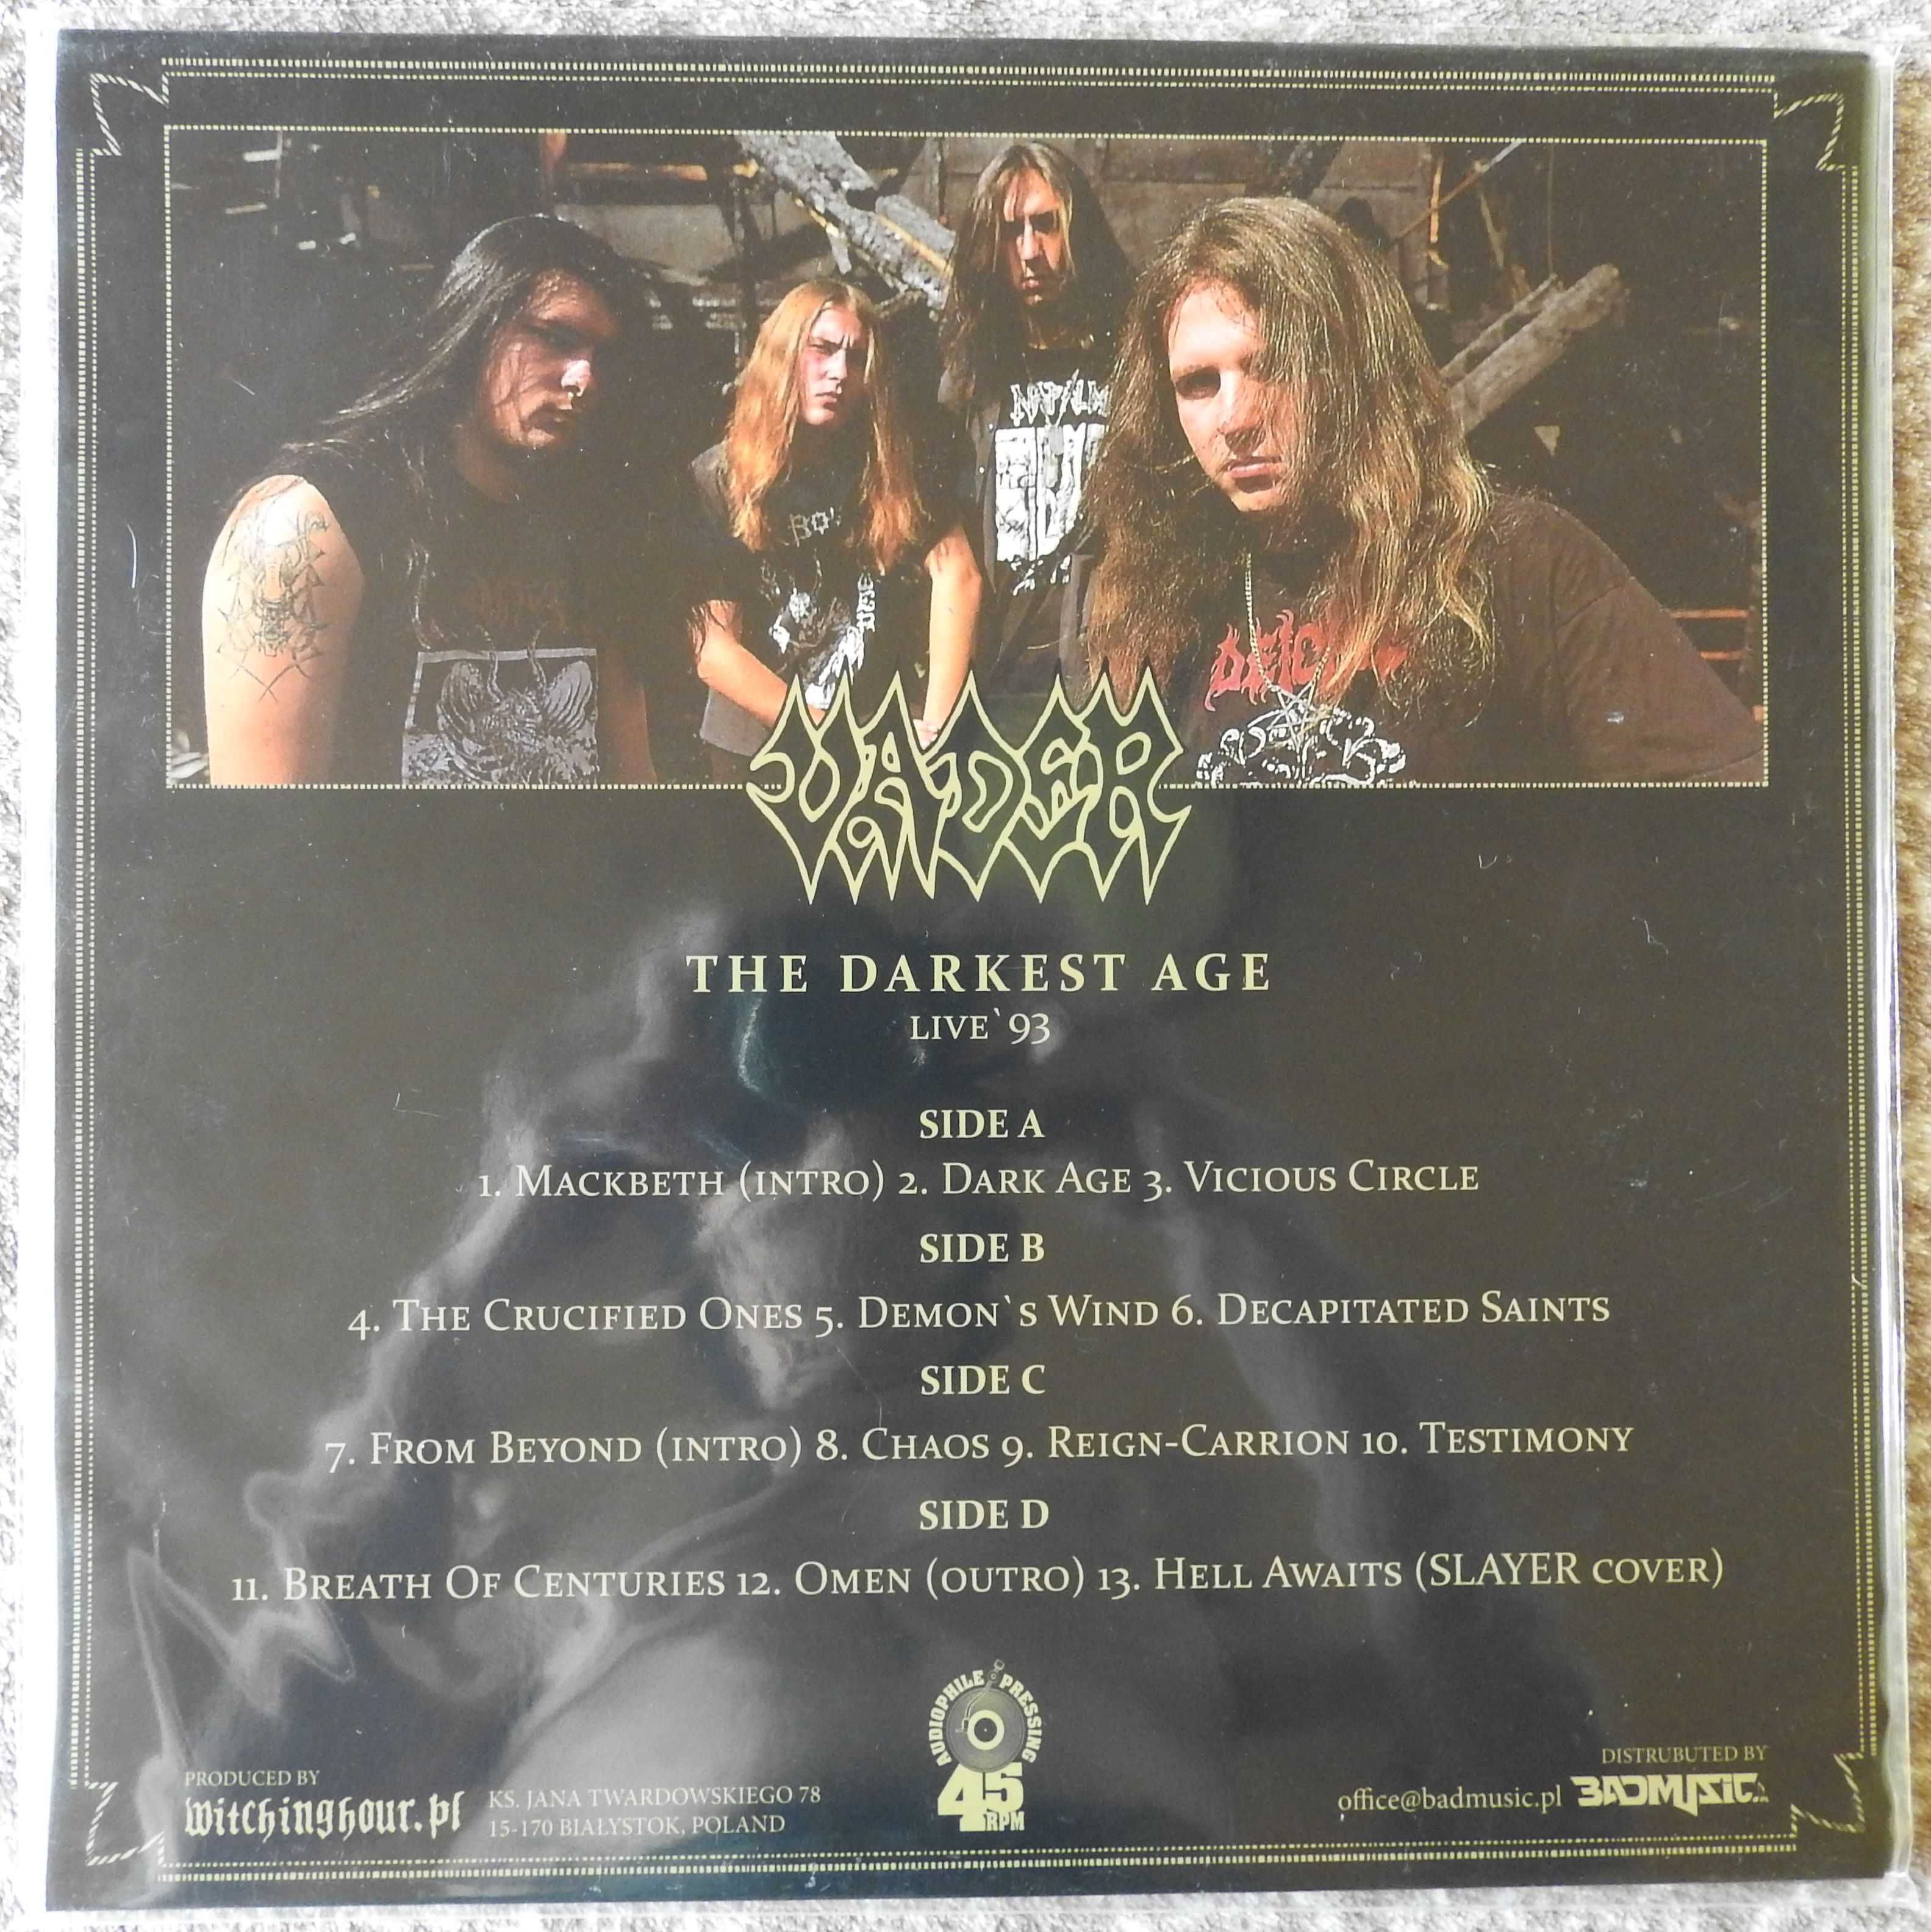 NAPALM
DEICIDE
VADER
THE DARKEST AGE
LIVE`93
SIDE A
1. MACKBETH (INTRO) 2. DARK AGE 3. VICIOUS CIRCLE
SIDE B
4. THE CRUCIFIED ONES 5. DEMON`S WIND 6. DECAPITATED SAINTS
SIDE C
7. FROM BEYOND (INTRO) 8. CHAOS 9. REIGN-CARRION 10. TESTIMONY
SIDE D
11. BREATH OF CENTURIES 12. OMEN (OUTRO) 13. HELL AWAITS (SLAYER COVER)
AUDIOPHILE PRESSING
45
RPM
PRODUCED BY
witchinghour.pl
KS. JANA TWARDOWSKIEGO 78
15-170 BIAŁYSTOK, POLAND
DISTRUBUTED BY
office@badmusic.pl BADMUSIC